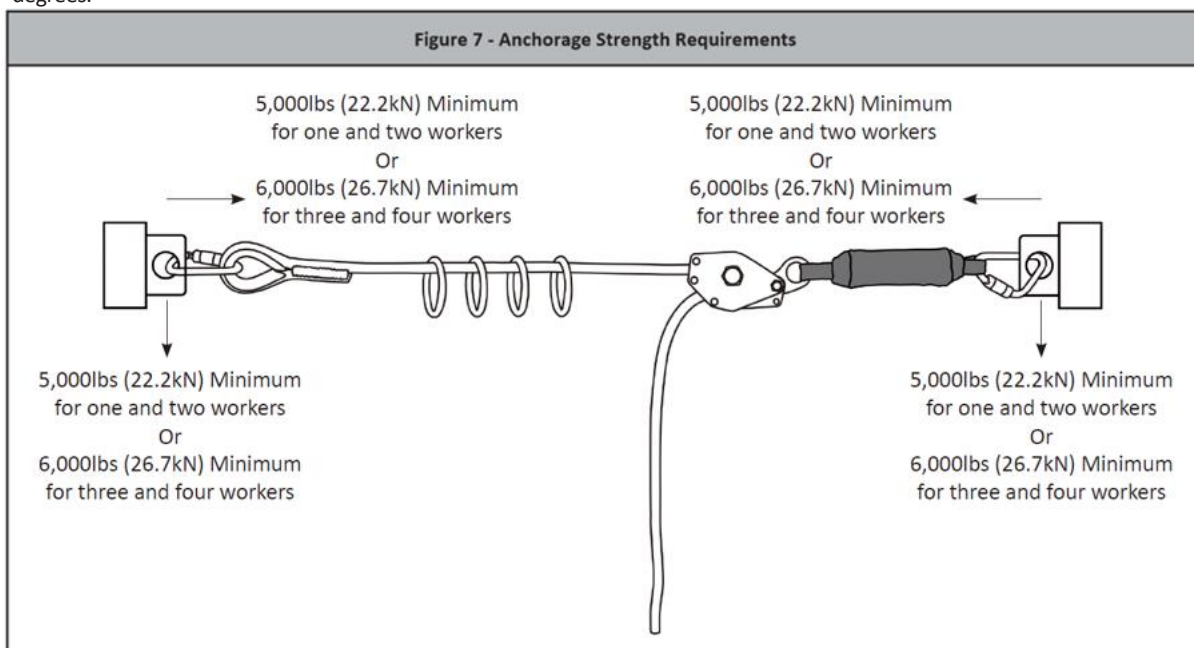 degrees.
Figure 7 - Anchorage Strength Requirements
5,000lbs (22.2kN) Minimum
for one and two workers
Or
6,000lbs (26.7kN) Minimum
for three and four workers
5,000lbs (22.2kN) Minimum
for one and two workers
Or
6,000lbs (26.7kN) Minimum
for three and four workers
5,000lbs (22.2kN) Minimum
for one and two workers
Or
6,000lbs (26.7kN) Minimum
for three and four workers
5,000lbs (22.2kN) Minimum
for one and two workers
Or
6,000lbs (26.7kN) Minimum
for three and four workers